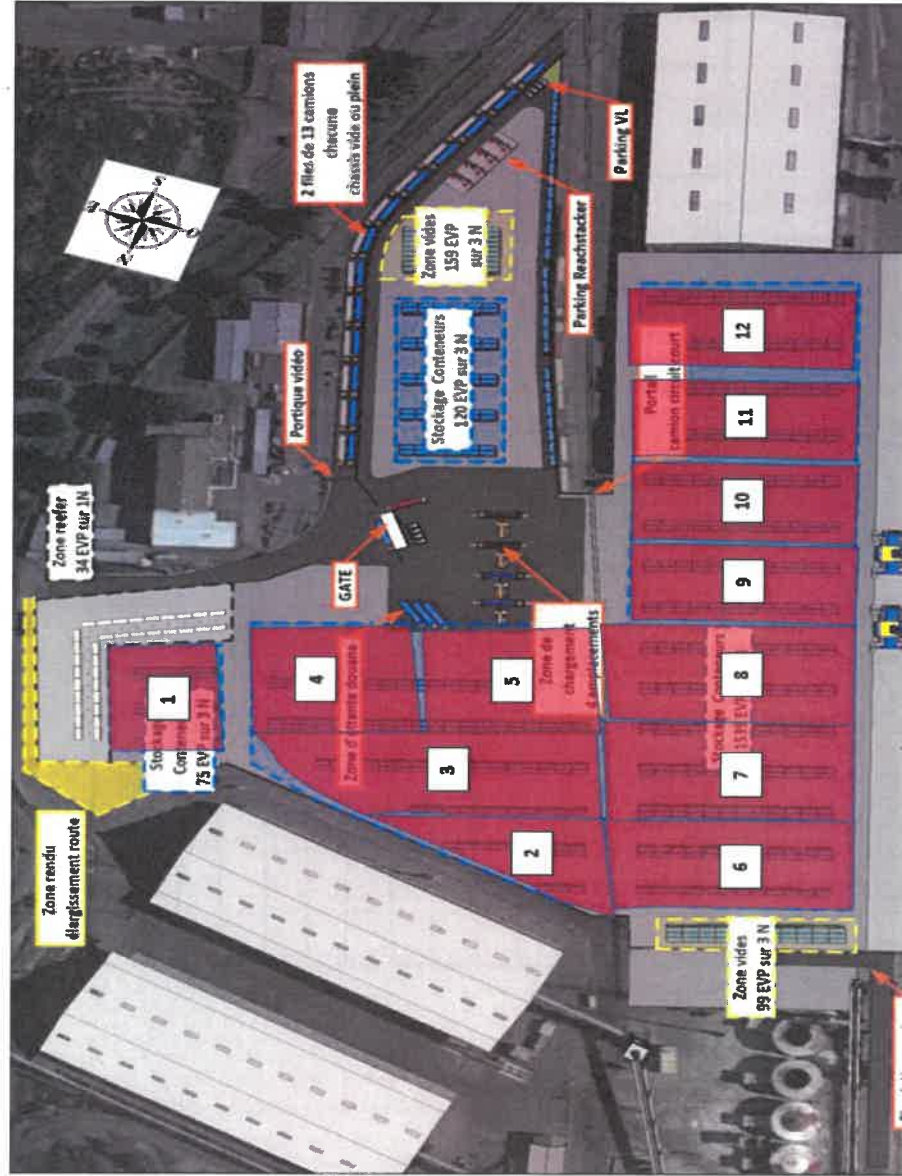 Zone rendu
élargissement route
Zone reefer
34 EVP sur 1N
Portique vidéo
2 files de 13 camions
chacune
chassis vide ou plein
GATE
Stockage Conteneurs
120 EVP sur 3 N
Zone vides
159 EVP
sur 3 N
Parking VL
Parking Reachstacker
1
75 EVP sur 3 N
4
Zone d'attente douane
5
Zone de
chargement
3
2
Portail
camion circuit court
12
11
10
9
8
Stockage Conteneurs
7
6
Zone vides
99 EVP sur 3 N